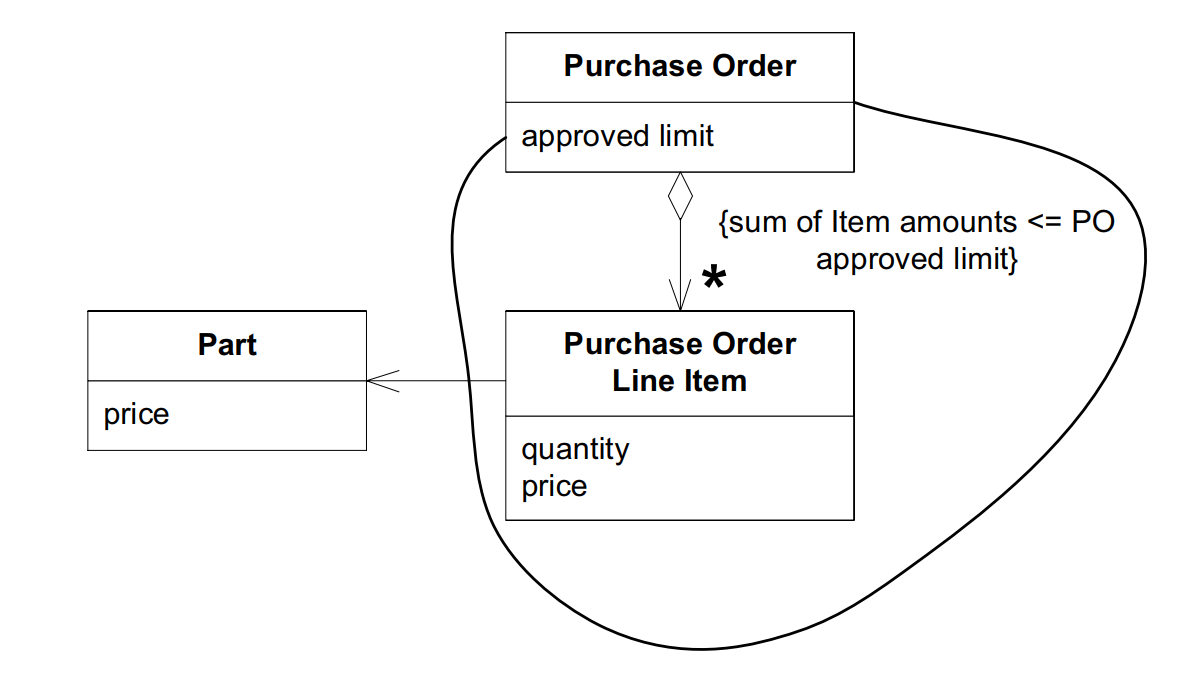 Purchase Order
approved limit
{sum of Item amounts <= PO
approved limit}
*
Part
price
Purchase Order
Line Item
quantity
price